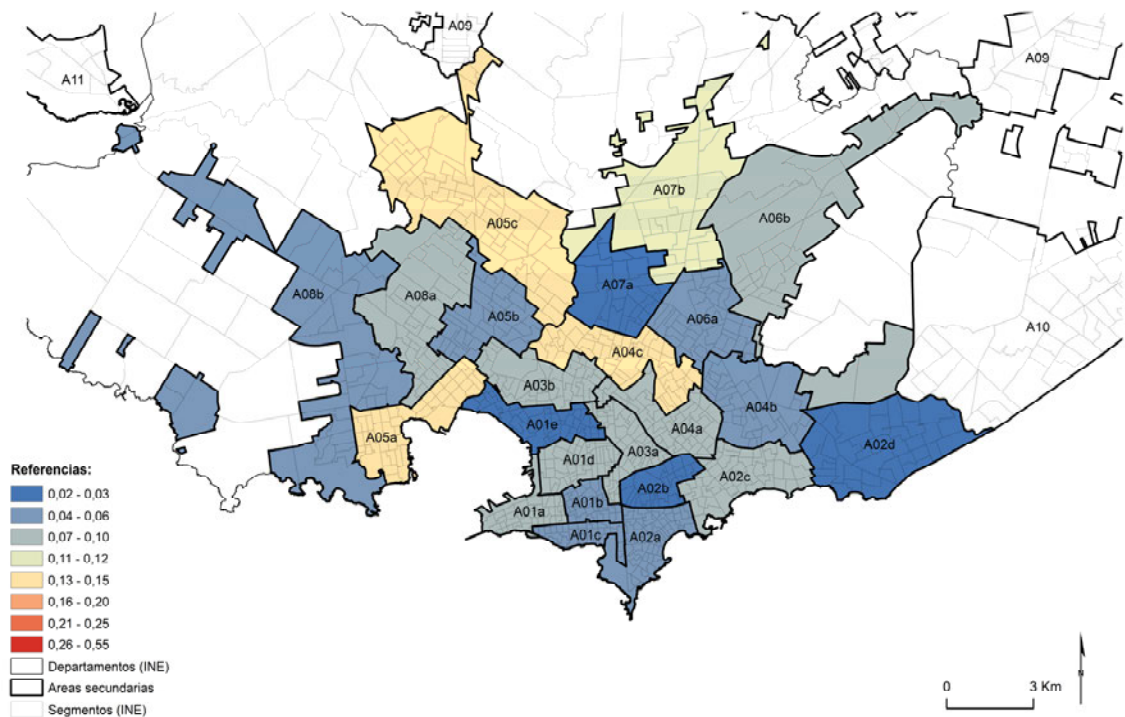 A09
A11
A09
A07b
A06b
A05c
A07a
A08b
A08a
A05b
A06a
A10
A04c
A03b
A04b
A01e
A04a
A05a
A02d
A03a
A01d
A02c
A02b
A01b
A01a
A01c
A02a
Referencias:
0,02 - 0,03
0,04 - 0,06
0,07 - 0,10
0,11 - 0,12
0,13 - 0,15
0,16 - 0,20
0,21 - 0,25
0,26 - 0,55
Departamentos (INE)
Areas secundarias
Segmentos (INE)
0 3 Km
N